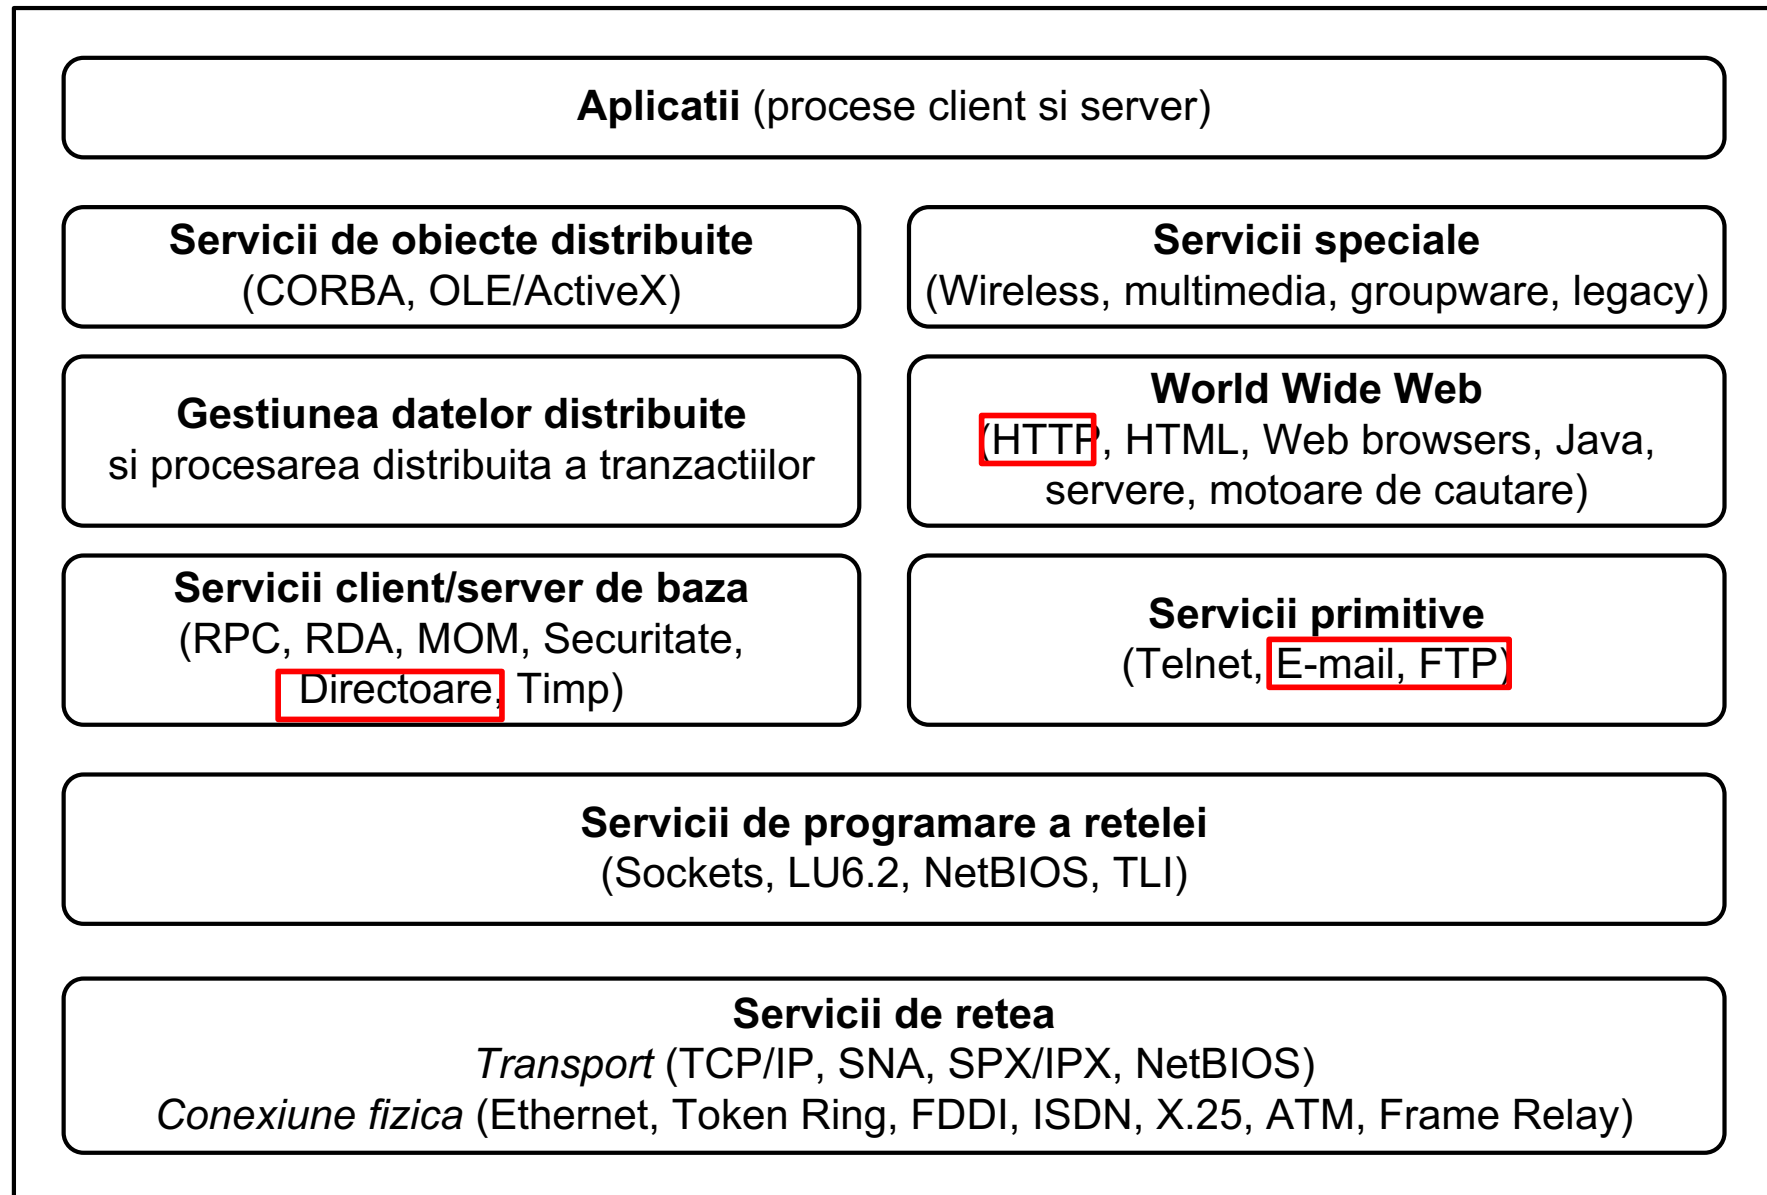 Aplicatii (procese client si server)
Servicii de obiecte distribuite
(CORBA, OLE/ActiveX)
Servicii speciale
(Wireless, multimedia, groupware, legacy)
Gestiunea datelor distribuite
si procesarea distribuita a tranzactiilor
World Wide Web
(HTTP, HTML, Web browsers, Java,
servere, motoare de cautare)
Servicii client/server de baza
(RPC, RDA, MOM, Securitate,
Directoare, Timp)
Servicii primitive
(Telnet, E-mail, FTP)
Servicii de programare a retelei
(Sockets, LU6.2, NetBIOS, TLI)
Servicii de retea
Transport (TCP/IP, SNA, SPX/IPX, NetBIOS)
Conexiune fizica (Ethernet, Token Ring, FDDI, ISDN, X.25, ATM, Frame Relay)